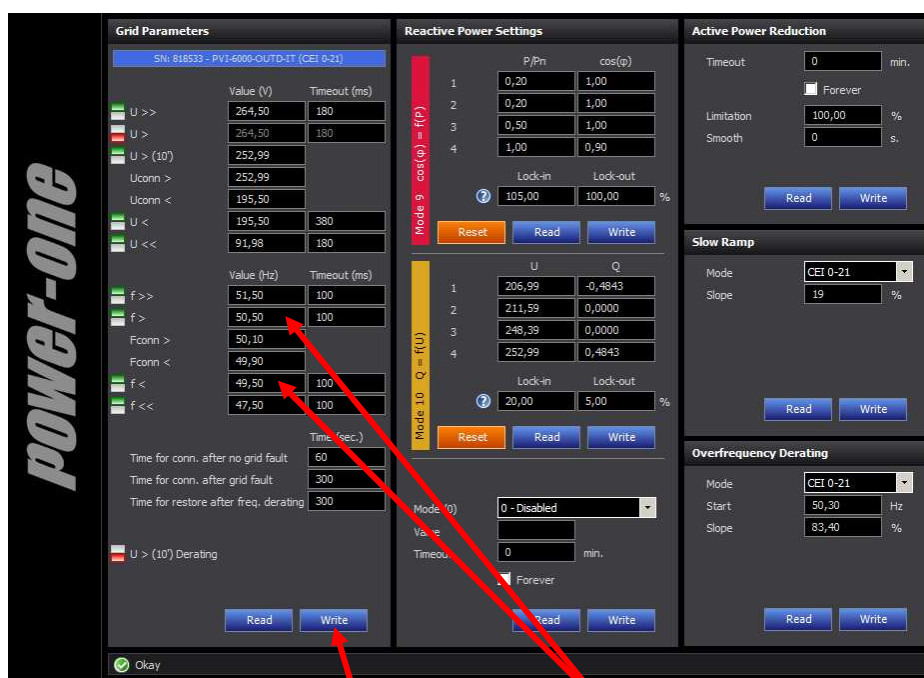 power-one
Grid Parameters
SN: 818533 - PVI-6000-OUTD-IT (CEI 0-21)
Value (V) Timeout (ms)
U >> 264,50 180
U > 264,50 180
U > (10') 252,99
Uconn > 252,99
Uconn < 195,50
U < 195,50 380
U << 91,98 180
Value (Hz) Timeout (ms)
f >> 51,50 100
f > 50,50 100
Fconn > 50,10
Fconn < 49,90
f < 49,50 100
f << 47,50 100
Time (sec.)
Time for conn. after no grid fault 60
Time for conn. after grid fault 300
Time for restore after freq. derating 300
U > (10') Derating
Read Write
Reactive Power Settings
Mode 9 cos(φ) = f(P)
P/Pn cos(φ)
1 0,20 1,00
2 0,20 1,00
3 0,50 1,00
4 1,00 0,90
Lock-in Lock-out
? 105,00 100,00 %
Reset Read Write
Mode 10 Q = f(U)
U Q
1 206,99 -0,4843
2 211,59 0,0000
3 248,39 0,0000
4 252,99 0,4843
Lock-in Lock-out
? 20,00 5,00 %
Reset Read Write
Mode (0) 0 - Disabled
Value
Timeout 0 min.
Forever
Read Write
Active Power Reduction
Timeout 0 min.
Forever
Limitation 100,00 %
Smooth 0 s.
Read Write
Slow Ramp
Mode CEI 0-21
Slope 19 %
Read Write
Overfrequency Derating
Mode CEI 0-21
Start 50,30 Hz
Slope 83,40 %
Read Write
Okay